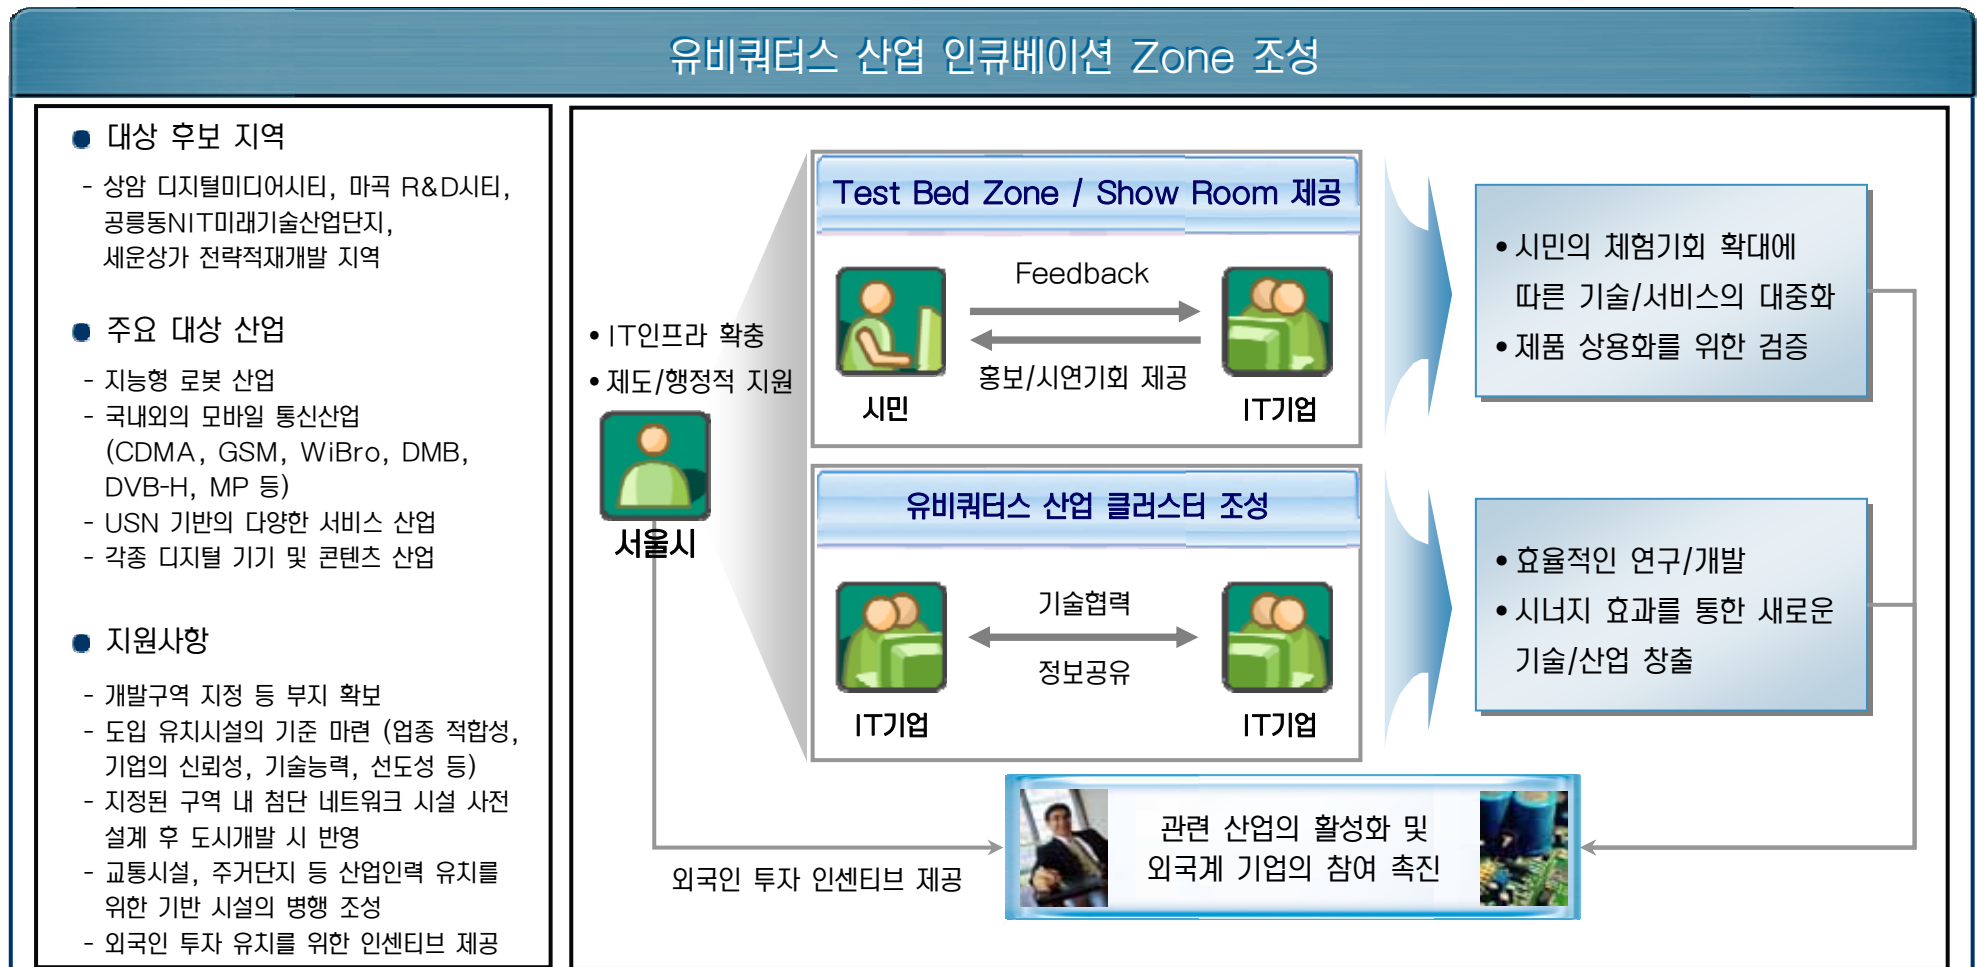 유비쿼터스 산업 인큐베이션 Zone 조성
● 대상 후보 지역
- 상암 디지털미디어시티, 마곡 R&D시티,
공릉동NIT미래기술산업단지,
세운상가 전략적재개발 지역
● 주요 대상 산업
- 지능형 로봇 산업
- 국내외의 모바일 통신산업
(CDMA, GSM, WiBro, DMB,
DVB-H, MP 등)
- USN 기반의 다양한 서비스 산업
- 각종 디지털 기기 및 콘텐츠 산업
● 지원사항
- 개발구역 지정 등 부지 확보
- 도입 유치시설의 기준 마련 (업종 적합성,
기업의 신뢰성, 기술능력, 선도성 등)
- 지정된 구역 내 첨단 네트워크 시설 사전
설계 후 도시개발 시 반영
- 교통시설, 주거단지 등 산업인력 유치를
위한 기반 시설의 병행 조성
- 외국인 투자 유치를 위한 인센티브 제공
• IT인프라 확충
• 제도/행정적 지원
서울시
Test Bed Zone / Show Room 제공
Feedback
홍보/시연기회 제공
시민
IT기업
유비쿼터스 산업 클러스터 조성
기술협력
정보공유
IT기업
IT기업
• 시민의 체험기회 확대에
따른 기술/서비스의 대중화
• 제품 상용화를 위한 검증
• 효율적인 연구/개발
• 시너지 효과를 통한 새로운
기술/산업 창출
외국인 투자 인센티브 제공
관련 산업의 활성화 및
외국계 기업의 참여 촉진